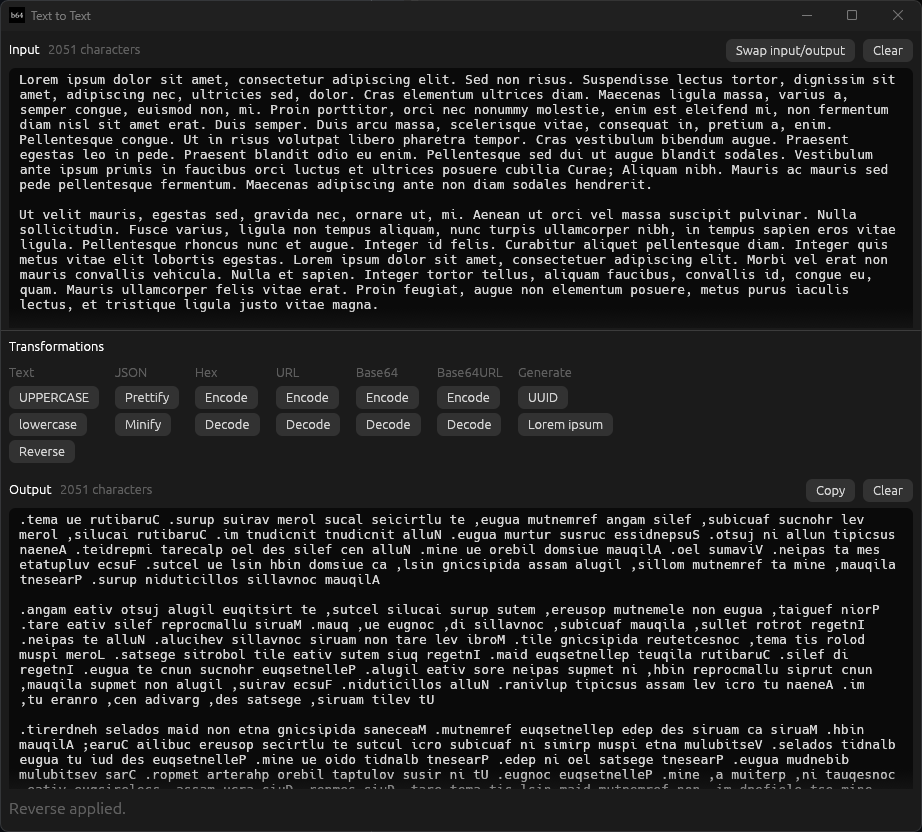 b64 Text to Text
Input 2051 characters
Swap input/output Clear
Lorem ipsum dolor sit amet, consectetur adipiscing elit. Sed non risus. Suspendisse lectus tortor, dignissim sit
amet, adipiscing nec, ultricies sed, dolor. Cras elementum ultrices diam. Maecenas ligula massa, varius a,
semper congue, euismod non, mi. Proin porttitor, orci nec nonummy molestie, enim est eleifend mi, non fermentum
diam nisl sit amet erat. Duis semper. Duis arcu massa, scelerisque vitae, consequat in, pretium a, enim.
Pellentesque congue. Ut in risus volutpat libero pharetra tempor. Cras vestibulum bibendum augue. Praesent
egestas leo in pede. Praesent blandit odio eu enim. Pellentesque sed dui ut augue blandit sodales. Vestibulum
ante ipsum primis in faucibus orci luctus et ultrices posuere cubilia Curae; Aliquam nibh. Mauris ac mauris sed
pede pellentesque fermentum. Maecenas adipiscing ante non diam sodales hendrerit.
Ut velit mauris, egestas sed, gravida nec, ornare ut, mi. Aenean ut orci vel massa suscipit pulvinar. Nulla
sollicitudin. Fusce varius, ligula non tempus aliquam, nunc turpis ullamcorper nibh, in tempus sapien eros vitae
ligula. Pellentesque rhoncus nunc et augue. Integer id felis. Curabitur aliquet pellentesque diam. Integer quis
metus vitae elit lobortis egestas. Lorem ipsum dolor sit amet, consectetuer adipiscing elit. Morbi vel erat non
mauris convallis vehicula. Nulla et sapien. Integer tortor tellus, aliquam faucibus, convallis id, congue eu,
quam. Mauris ullamcorper felis vitae erat. Proin feugiat, augue non elementum posuere, metus purus iaculis
lectus, et tristique ligula justo vitae magna.
Transformations
Text JSON Hex URL Base64 Base64URL Generate
UPPERCASE Prettify Encode Encode Encode Encode UUID
lowercase Minify Decode Decode Decode Decode Lorem ipsum
Reverse
Output 2051 characters
Copy Clear
.tema ue rutibaruC .surup suirav merol sucal seicirtlu te ,eugua mutnemref angam silef ,subicuaf sucnohr lev
merol ,silucai rutibaruC .im tnudicnit tnudicnit alluN .eugua murtur susruc essidnepsuS .otsuj ni allun tipicsus
naeneA .teidrepmi tarecalp oel des silef cen alluN .mine ue orebil domsiue mauqilA .oel sumaviV .neipas ta mes
etatupluv ecsuF .sutcel ue lsin hbin domsiue ca ,lsin gnicsipida assam alugil ,sillom mutnemref ta mine ,mauqila
tnesearP .surup niduticillos sillavnoc mauqilA
.angam eativ otsuj alugil euqitsirt te ,sutcel silucai surup sutem ,ereusop mutnemele non eugua ,taiguef niorP
.tare eativ silef reprocmallu siruaM .mauq ,ue eugnoc ,di sillavnoc ,subicuaf mauqila ,sullet rotrot regetnI
.neipas te alluN .alucihev sillavnoc siruam non tare lev ibroM .tile gnicsipida reutetcesnoc ,tema tis rolod
muspi meroL .satsege sitrobol tile eativ sutem siuq regetnI .maid euqsetnellep teuqila rutibaruC .silef di
regetnI .eugua te cnun sucnohr euqsetnelleP .alugil eativ sore neipas supmet ni ,hbin reprocmallu siprut cnun
,mauqila supmet non alugil ,suirav ecsuF .niduticillos alluN .ranivlup tipicsus assam lev icro tu naeneA .im
,tu eranro ,cen adivarg ,des satsege ,siruam tilev tU
.tirerdneh selados maid non etna gnicsipida saneceaM .mutnemref euqsetnellep edep des siruam ca siruaM .hbin
mauqilA ;earuC ailibuc ereusop secirtlu te sutcul icro subicuaf ni simirp muspi etna mulubitseV .selados tidnalb
eugua tu iud des euqsetnelleP .mine ue oido tidnalb tnesearP .edep ni oel satsege tnesearP .eugua mudnebib
mulubitsev sarC .ropmet arterahp orebil taptulov susir ni tU .eugnoc euqsetnelleP .mine ,a muiterp ,ni tauqesnoc
Reverse applied.